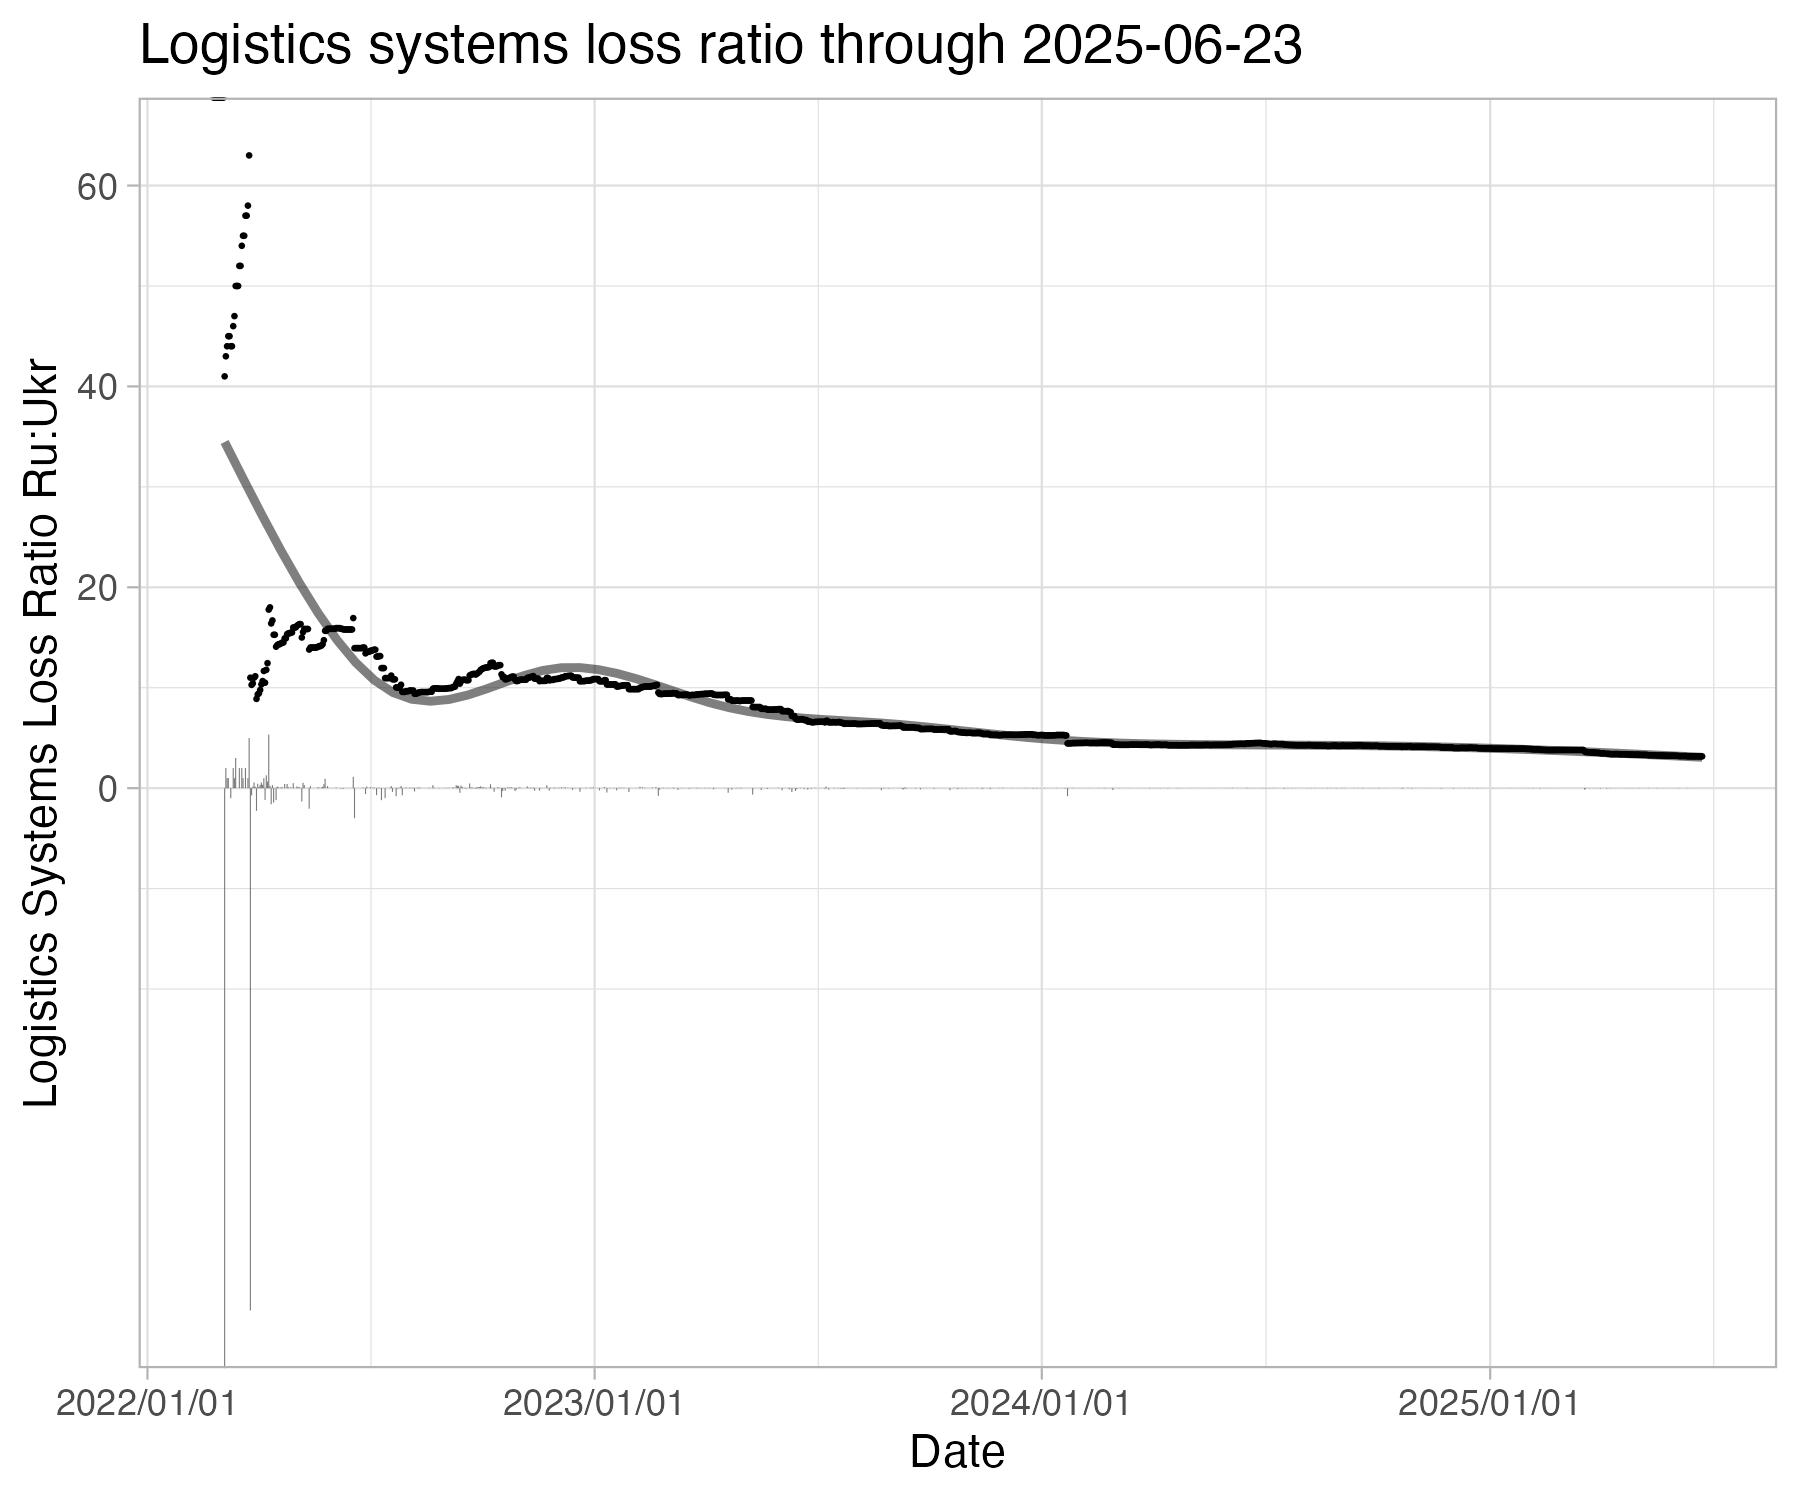 Logistics systems loss ratio through 2025-06-23
Logistics Systems Loss Ratio Ru:Ukr
60
40
20
0
2022/01/01
2023/01/01
2024/01/01
2025/01/01
Date